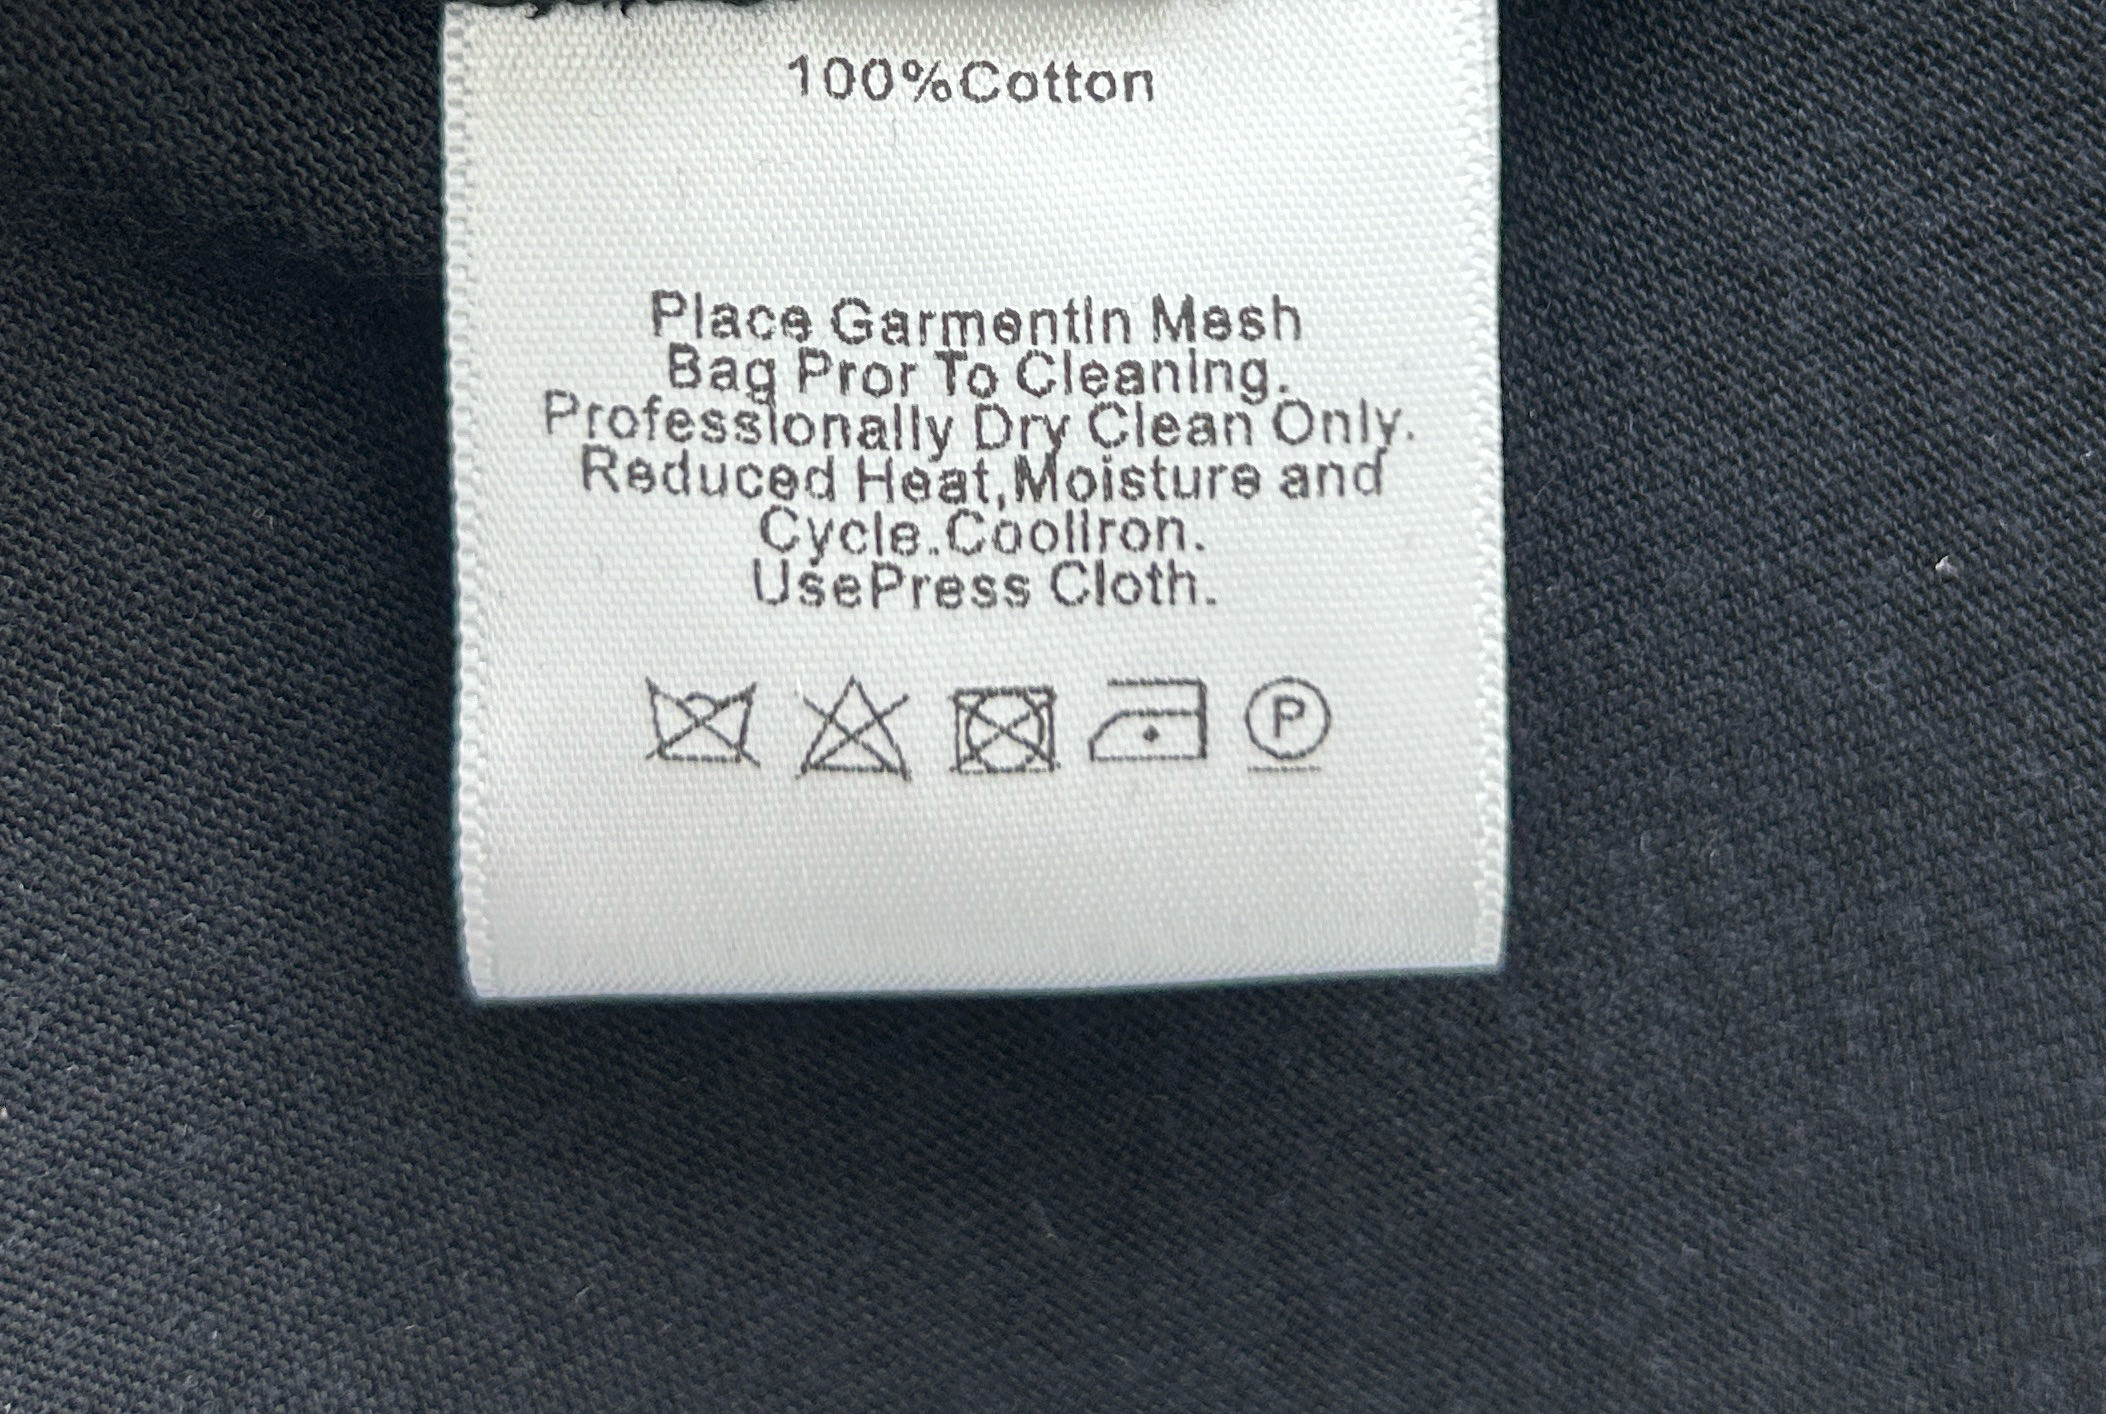 100%Cotton
Place GarmentIn Mesh
Bag Pror To Cleaning.
Professionally Dry Clean Only.
Reduced Heat,Moisture and
Cycle.CoolIron.
UsePress Cloth.
P